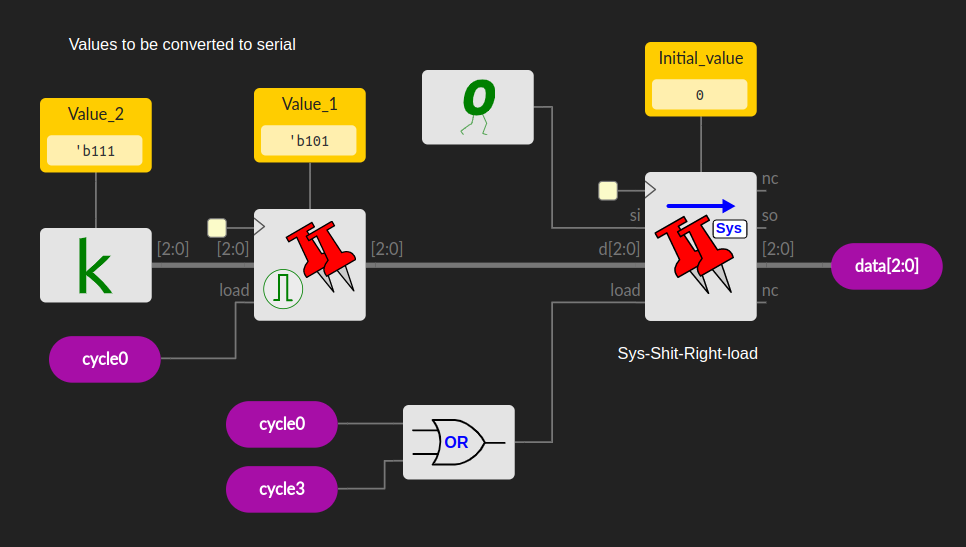 Values to be converted to serial
Value_2
'b111
Value_1
'b101
0
Initial_value
0
k
[2:0]
[2:0]
load
[2:0]
si
d[2:0]
load
Sys
nc
so
[2:0]
nc
data[2:0]
Sys-Shit-Right-load
cycle0
cycle0
cycle3
OR